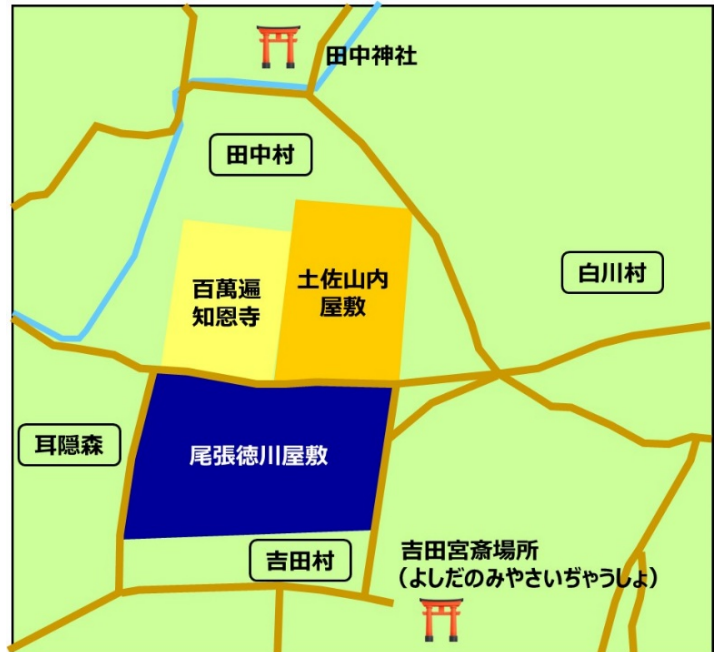 田中神社
田中村
土佐山内
屋敷
百萬遍
知恩寺
白川村
耳隠森
尾張徳川屋敷
吉田村
吉田宮斎場所
（よしだのみやさいぢゃうしょ）